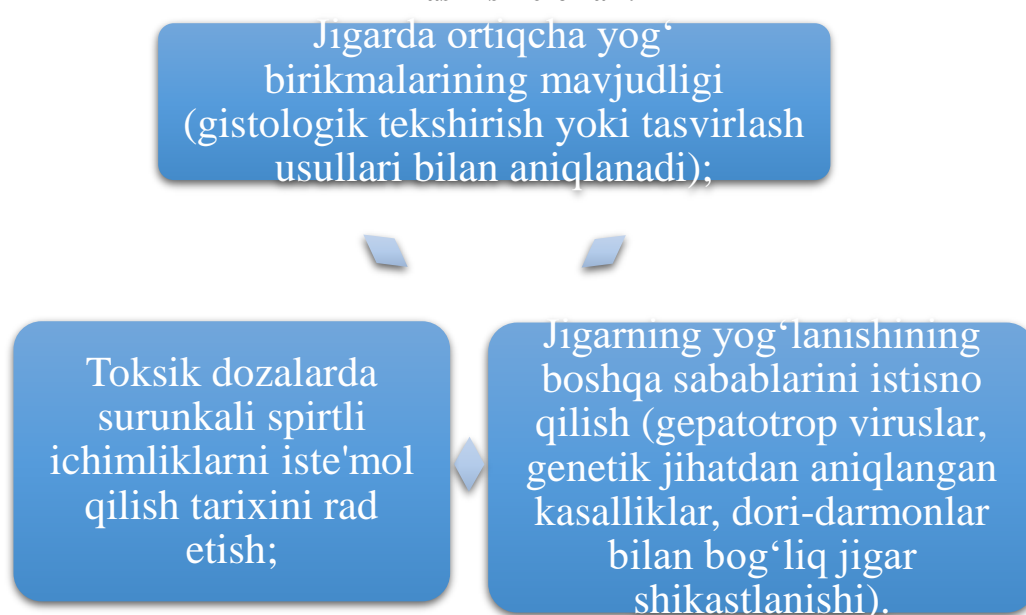 Jigarda ortiqcha yog‘
birikmalarining mavjudligi
(gistologik tekshirish yoki tasvirlash
usullari bilan aniqlanadi);
Toksik dozalarda
surunkali spirtli
ichimliklarni iste'mol
qilish tarixini rad
etish;
Jigarning yog‘lanishining
boshqa sabablarini istisno
qilish (gepatotrop viruslar,
genetik jihatdan aniqlangan
kasalliklar, dori-darmonlar
bilan bog‘liq jigar
shikastlanishi).